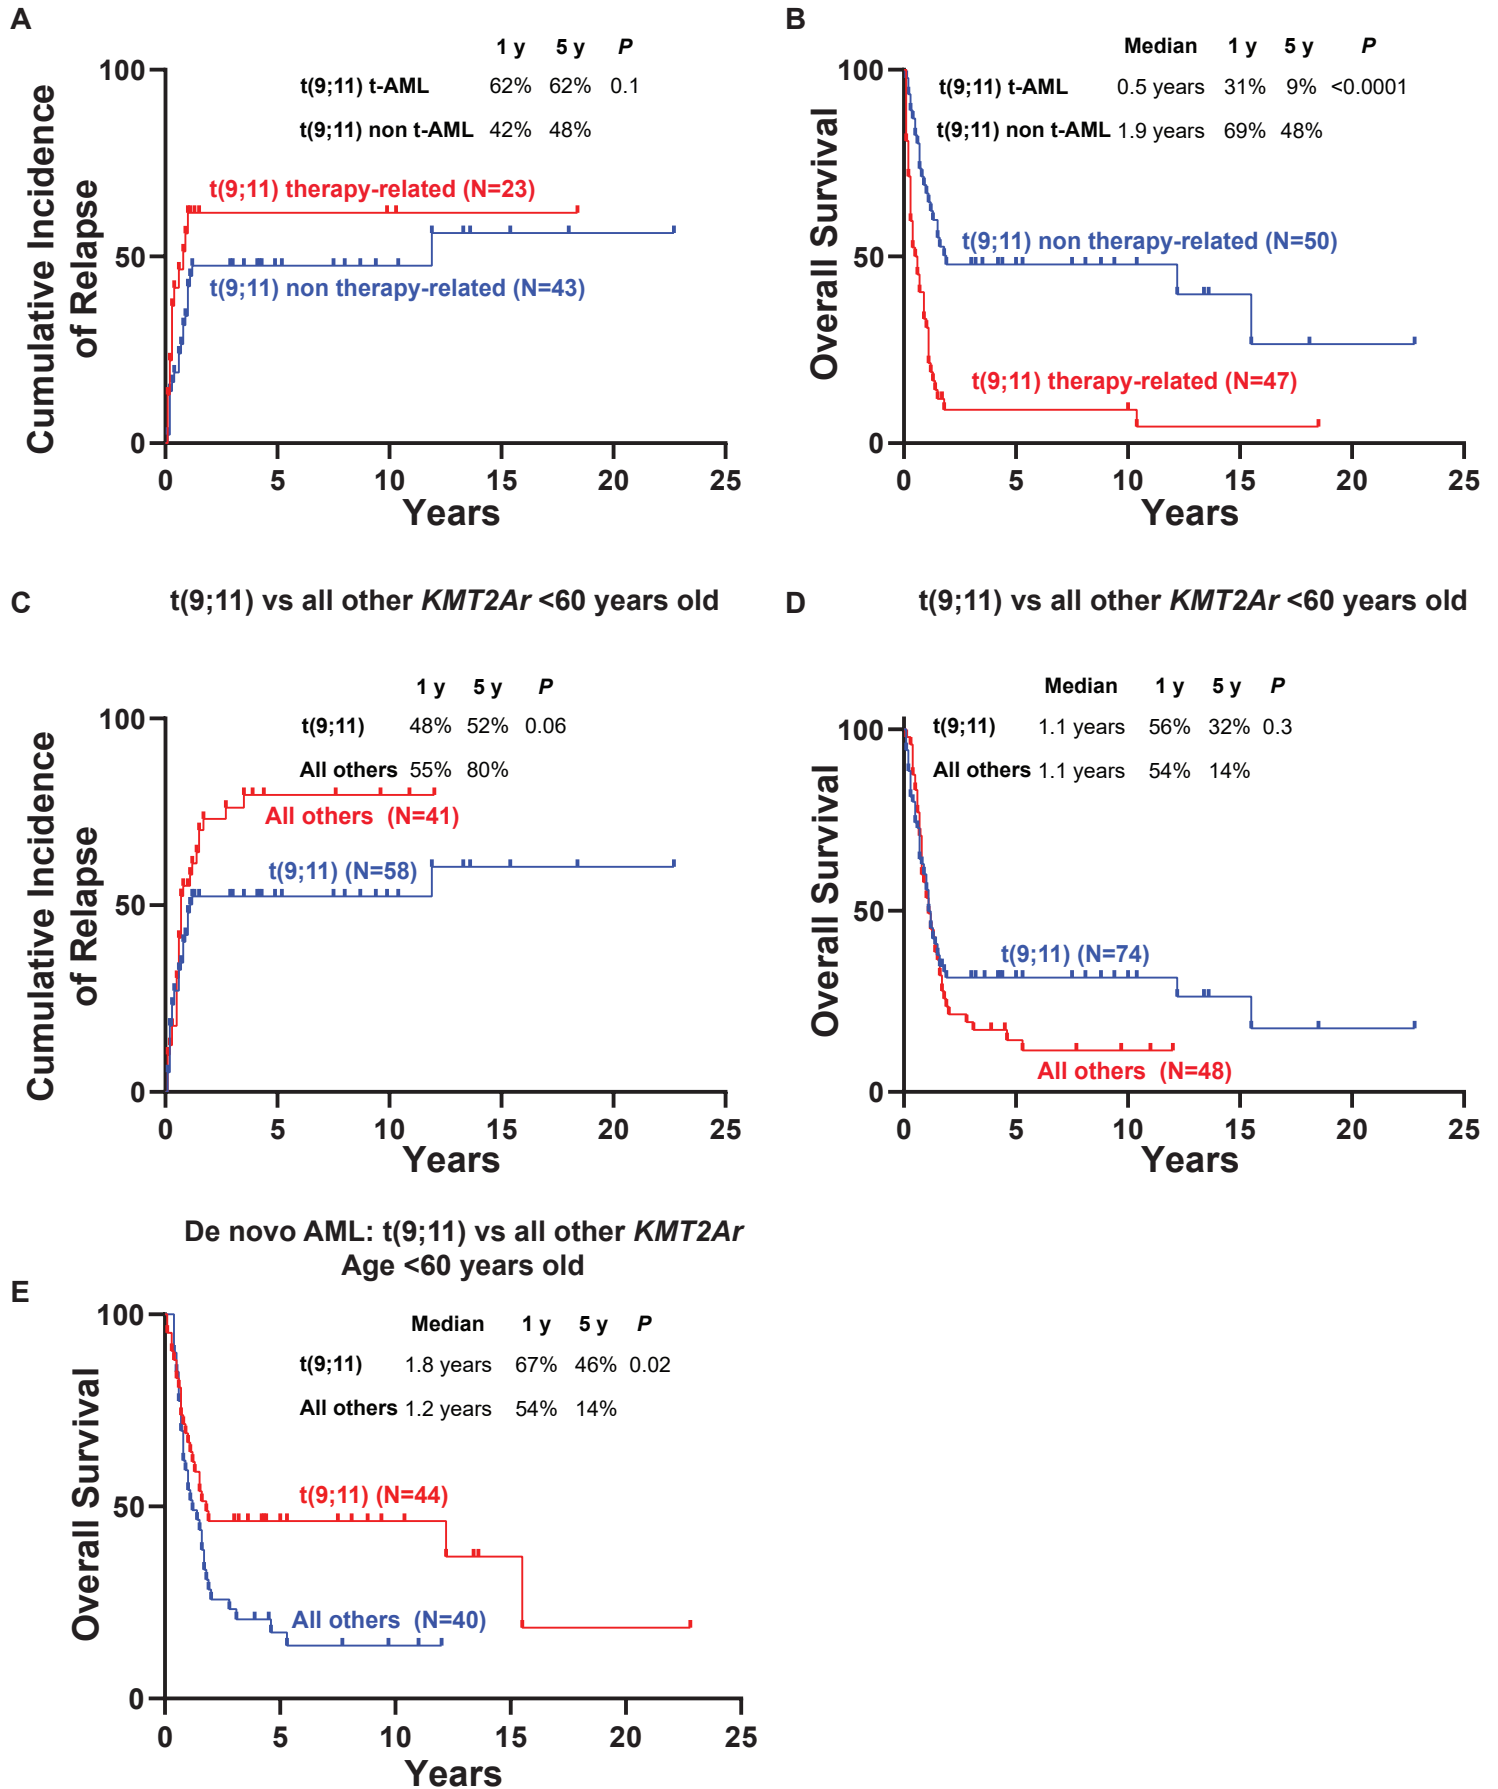 A
1 y 5 y P
t(9;11) t-AML 62% 62% 0.1
t(9;11) non t-AML 42% 48%
100
50
0
Cumulative Incidence
of Relapse
t(9;11) therapy-related (N=23)
t(9;11) non therapy-related (N=43)
0 5 10 15 20 25
Years
B
Median 1 y 5 y P
t(9;11) t-AML 0.5 years 31% 9% <0.0001
t(9;11) non t-AML 1.9 years 69% 48%
100
50
0
Overall Survival
t(9;11) non therapy-related (N=50)
t(9;11) therapy-related (N=47)
0 5 10 15 20 25
Years
C
t(9;11) vs all other KMT2Ar <60 years old
1 y 5 y P
t(9;11) 48% 52% 0.06
All others 55% 80%
100
50
0
Cumulative Incidence
of Relapse
All others (N=41)
t(9;11) (N=58)
0 5 10 15 20 25
Years
D
t(9;11) vs all other KMT2Ar <60 years old
Median 1 y 5 y P
t(9;11) 1.1 years 56% 32% 0.3
All others 1.1 years 54% 14%
100
50
0
Overall Survival
t(9;11) (N=74)
All others (N=48)
0 5 10 15 20 25
Years
E
De novo AML: t(9;11) vs all other KMT2Ar
Age <60 years old
Median 1 y 5 y P
t(9;11) 1.8 years 67% 46% 0.02
All others 1.2 years 54% 14%
100
50
0
Overall Survival
t(9;11) (N=44)
All others (N=40)
0 5 10 15 20 25
Years